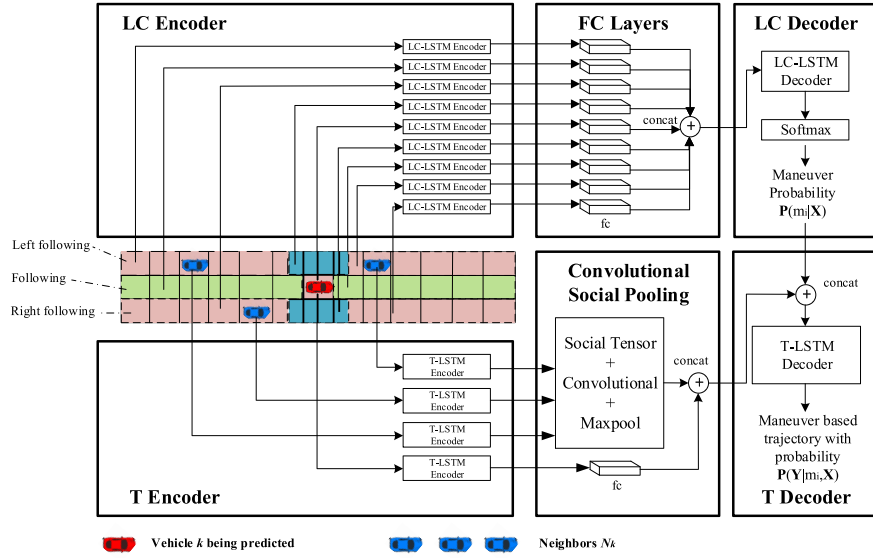 LC Encoder
FC Layers
LC Decoder
LC-LSTM Encoder
LC-LSTM Encoder
LC-LSTM Encoder
LC-LSTM Encoder
LC-LSTM Encoder
LC-LSTM Encoder
LC-LSTM Encoder
LC-LSTM Encoder
LC-LSTM Encoder
concat
+
fc
LC-LSTM
Decoder
Softmax
Maneuver
Probability
P(mᵢ|X)
Left following
Following
Right following
Convolutional
Social Pooling
Social Tensor
+
Convolutional
+
Maxpool
concat
+
fc
concat
+
T-LSTM
Decoder
Maneuver based
trajectory with
probability
P(Y|mᵢ,X)
T-LSTM
Encoder
T-LSTM
Encoder
T-LSTM
Encoder
T-LSTM
Encoder
T Encoder
T Decoder
Vehicle k being predicted
Neighbors Nₖ